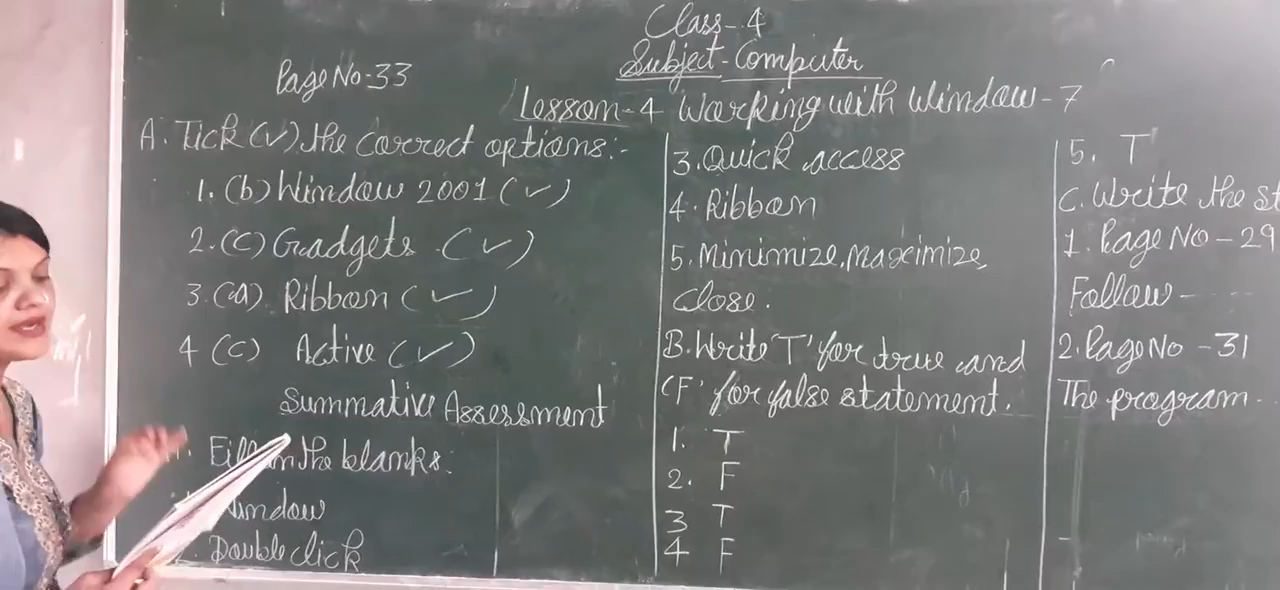 Class-4
Subject-Computer
Page No-33
Lesson-4 Working with Window-7
A. Tick (✓) the correct options:-
1. (b) Window 2001 (✓)
2. (c) Gadgets (✓)
3. (a) Ribbon (✓)
4 (c) Active (✓)
Summative Assessment
Fill in the blanks:
Window
2. Double click
3. Quick access
4. Ribbon
5. Minimize, Maximize,
Close.
B. Write 'T' for true and
'F' for false statement.
1. T
2. F
3 T
4 F
5. T
C. Write the
1. Page No-29
Follow-
2. Page No-31
The program